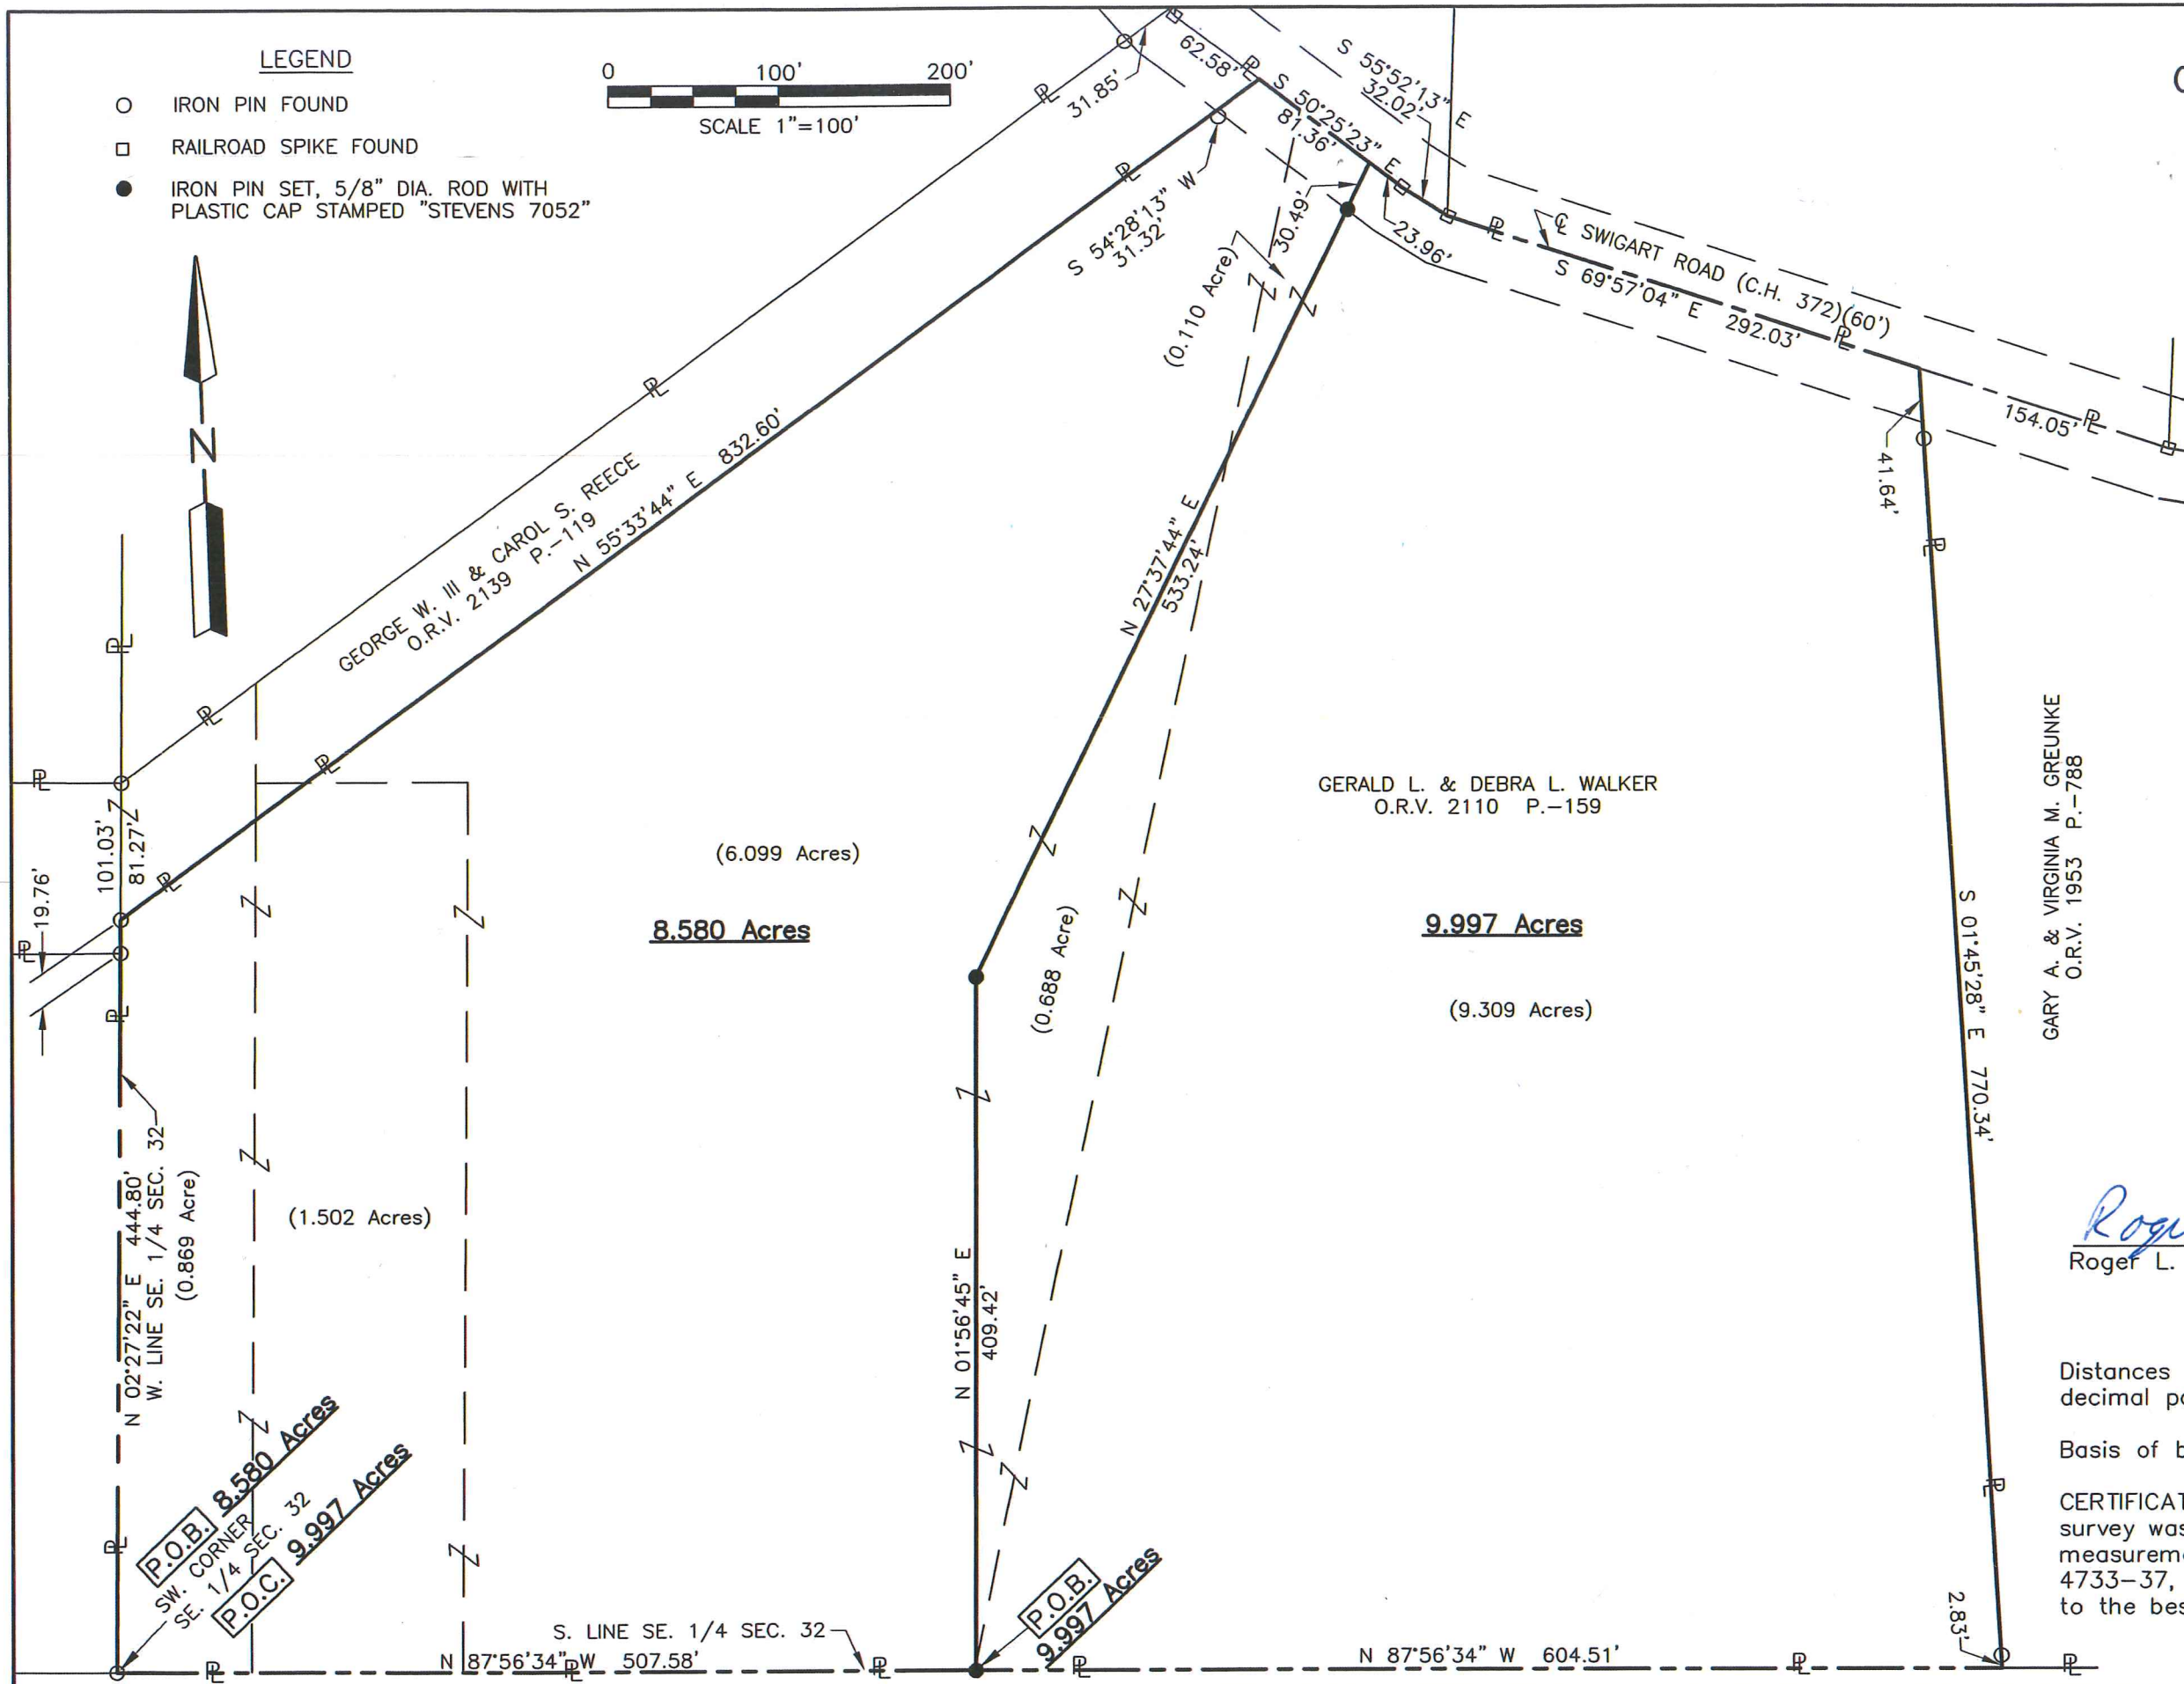 LEGEND
IRON PIN FOUND
RAILROAD SPIKE FOUND
IRON PIN SET, 5/8" DIA. ROD WITH
PLASTIC CAP STAMPED "STEVENS 7052"
0 100' 200'
SCALE 1"=100'
N
62.58'
31.85'
S 55°52'13" E
32.02'
S 50°25'23" E
81.36'
S 54°28'13" W
31.32'
30.49'
23.96'
(0.110 Acre)
℄ SWIGART ROAD (C.H. 372)(60')
S 69°57'04" E 292.03'
154.05'
41.64'
GEORGE W. III & CAROL S. REECE
O.R.V. 2139 P.-119
N 55°33'44" E 832.60'
N 27°37'44" E
533.24'
GERALD L. & DEBRA L. WALKER
O.R.V. 2110 P.-159
GARY A. & VIRGINIA M. GREUNKE
O.R.V. 1953 P.-788
101.03'
81.27'
19.76'
(6.099 Acres)
8.580 Acres
(0.688 Acre)
9.997 Acres
(9.309 Acres)
S 01°45'28" E 770.34'
N 02°27'22" E 444.80'
W. LINE SE. 1/4 SEC. 32
(0.869 Acre)
(1.502 Acres)
N 01°56'45" E
409.42'
Roger L.
Distances
decimal
Basis of
survey
4733-37,
to the
P.O.B. 8.580 Acres
SW. CORNER
SE. 1/4 SEC. 32
P.O.C. 9.997 Acres
P.O.B.
9.997 Acres
S. LINE SE. 1/4 SEC. 32
N 87°56'34" W 507.58'
N 87°56'34" W 604.51'
2.83'